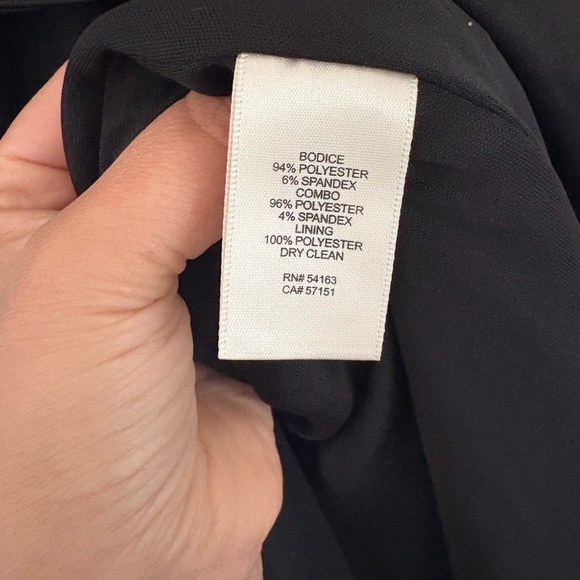 BODICE
94% POLYESTER
6% SPANDEX
COMBO
96% POLYESTER
4% SPANDEX
LINING
100% POLYESTER
DRY CLEAN
RN# 54163
CA# 57151